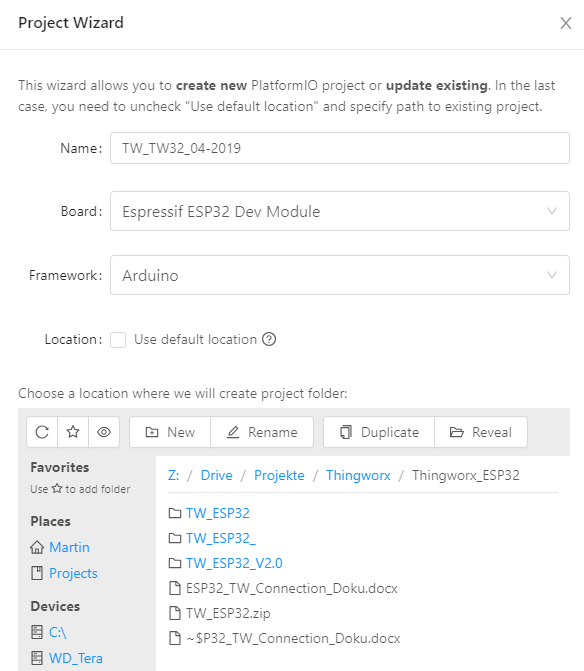 Project Wizard
This wizard allows you to create new PlatformIO project or update existing. In the last
case, you need to uncheck "Use default location" and specify path to existing project.
Name: TW_TW32_04-2019
Board: Espressif ESP32 Dev Module
Framework: Arduino
Location: Use default location
Choose a location where we will create project folder:
New Rename Duplicate Reveal
Favorites
Use ☆ to add folder
Places
Martin
Projects
Devices
C:\
WD_Tera
Z: / Drive / Projekte / Thingworx / Thingworx_ESP32
TW_ESP32
TW_ESP32_
TW_ESP32_V2.0
ESP32_TW_Connection_Doku.docx
TW_ESP32.zip
~$P32_TW_Connection_Doku.docx